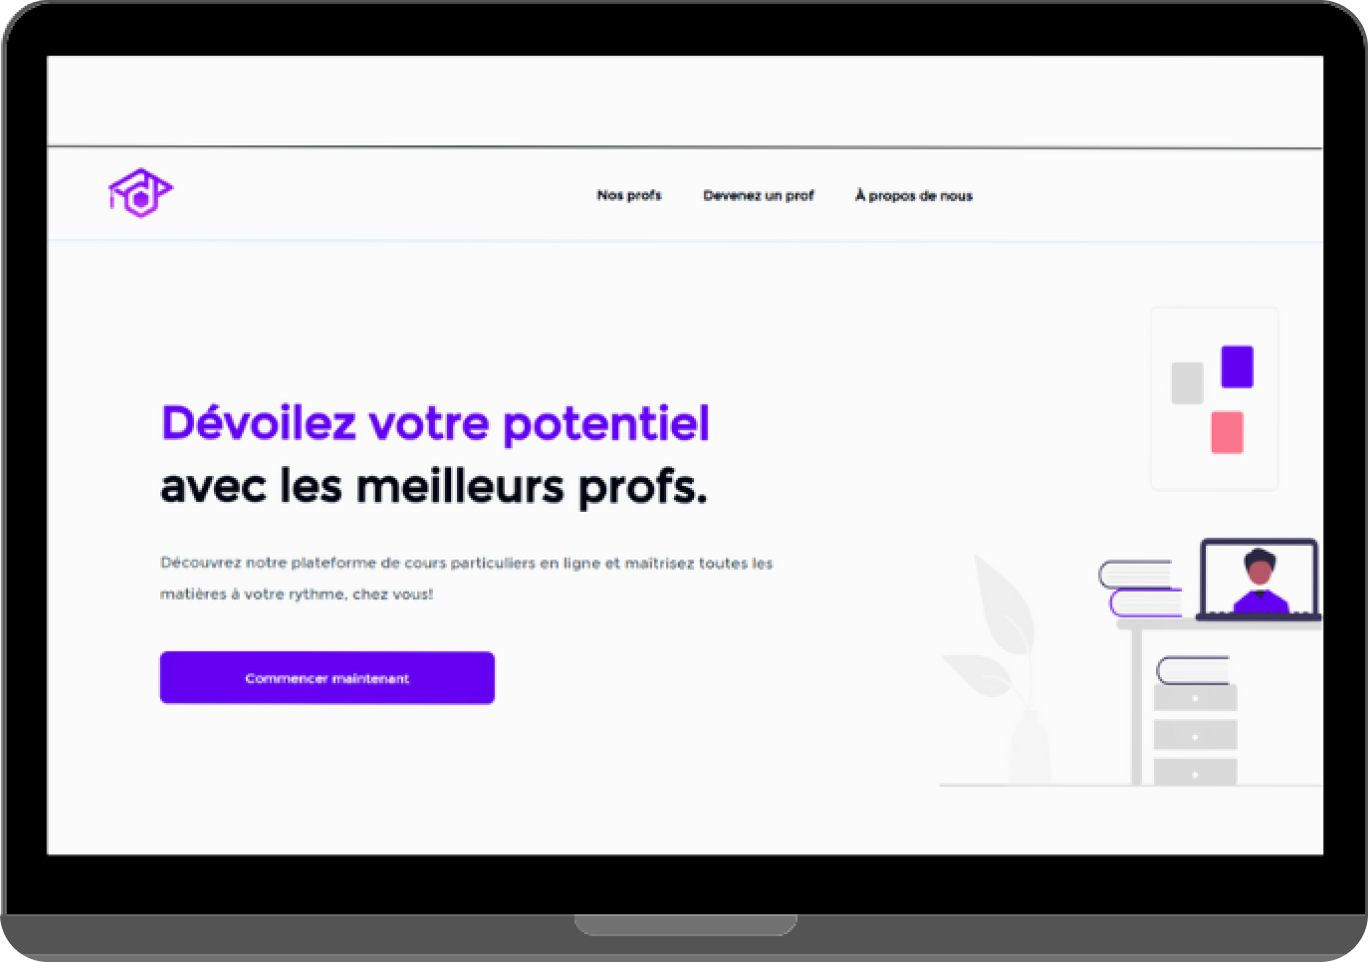 Nos profs Devenez un prof À propos de nous
Dévoilez votre potentiel
avec les meilleurs profs.
Découvrez notre plateforme de cours particuliers en ligne et maîtrisez toutes les
matières à votre rythme, chez vous!
Commencer maintenant